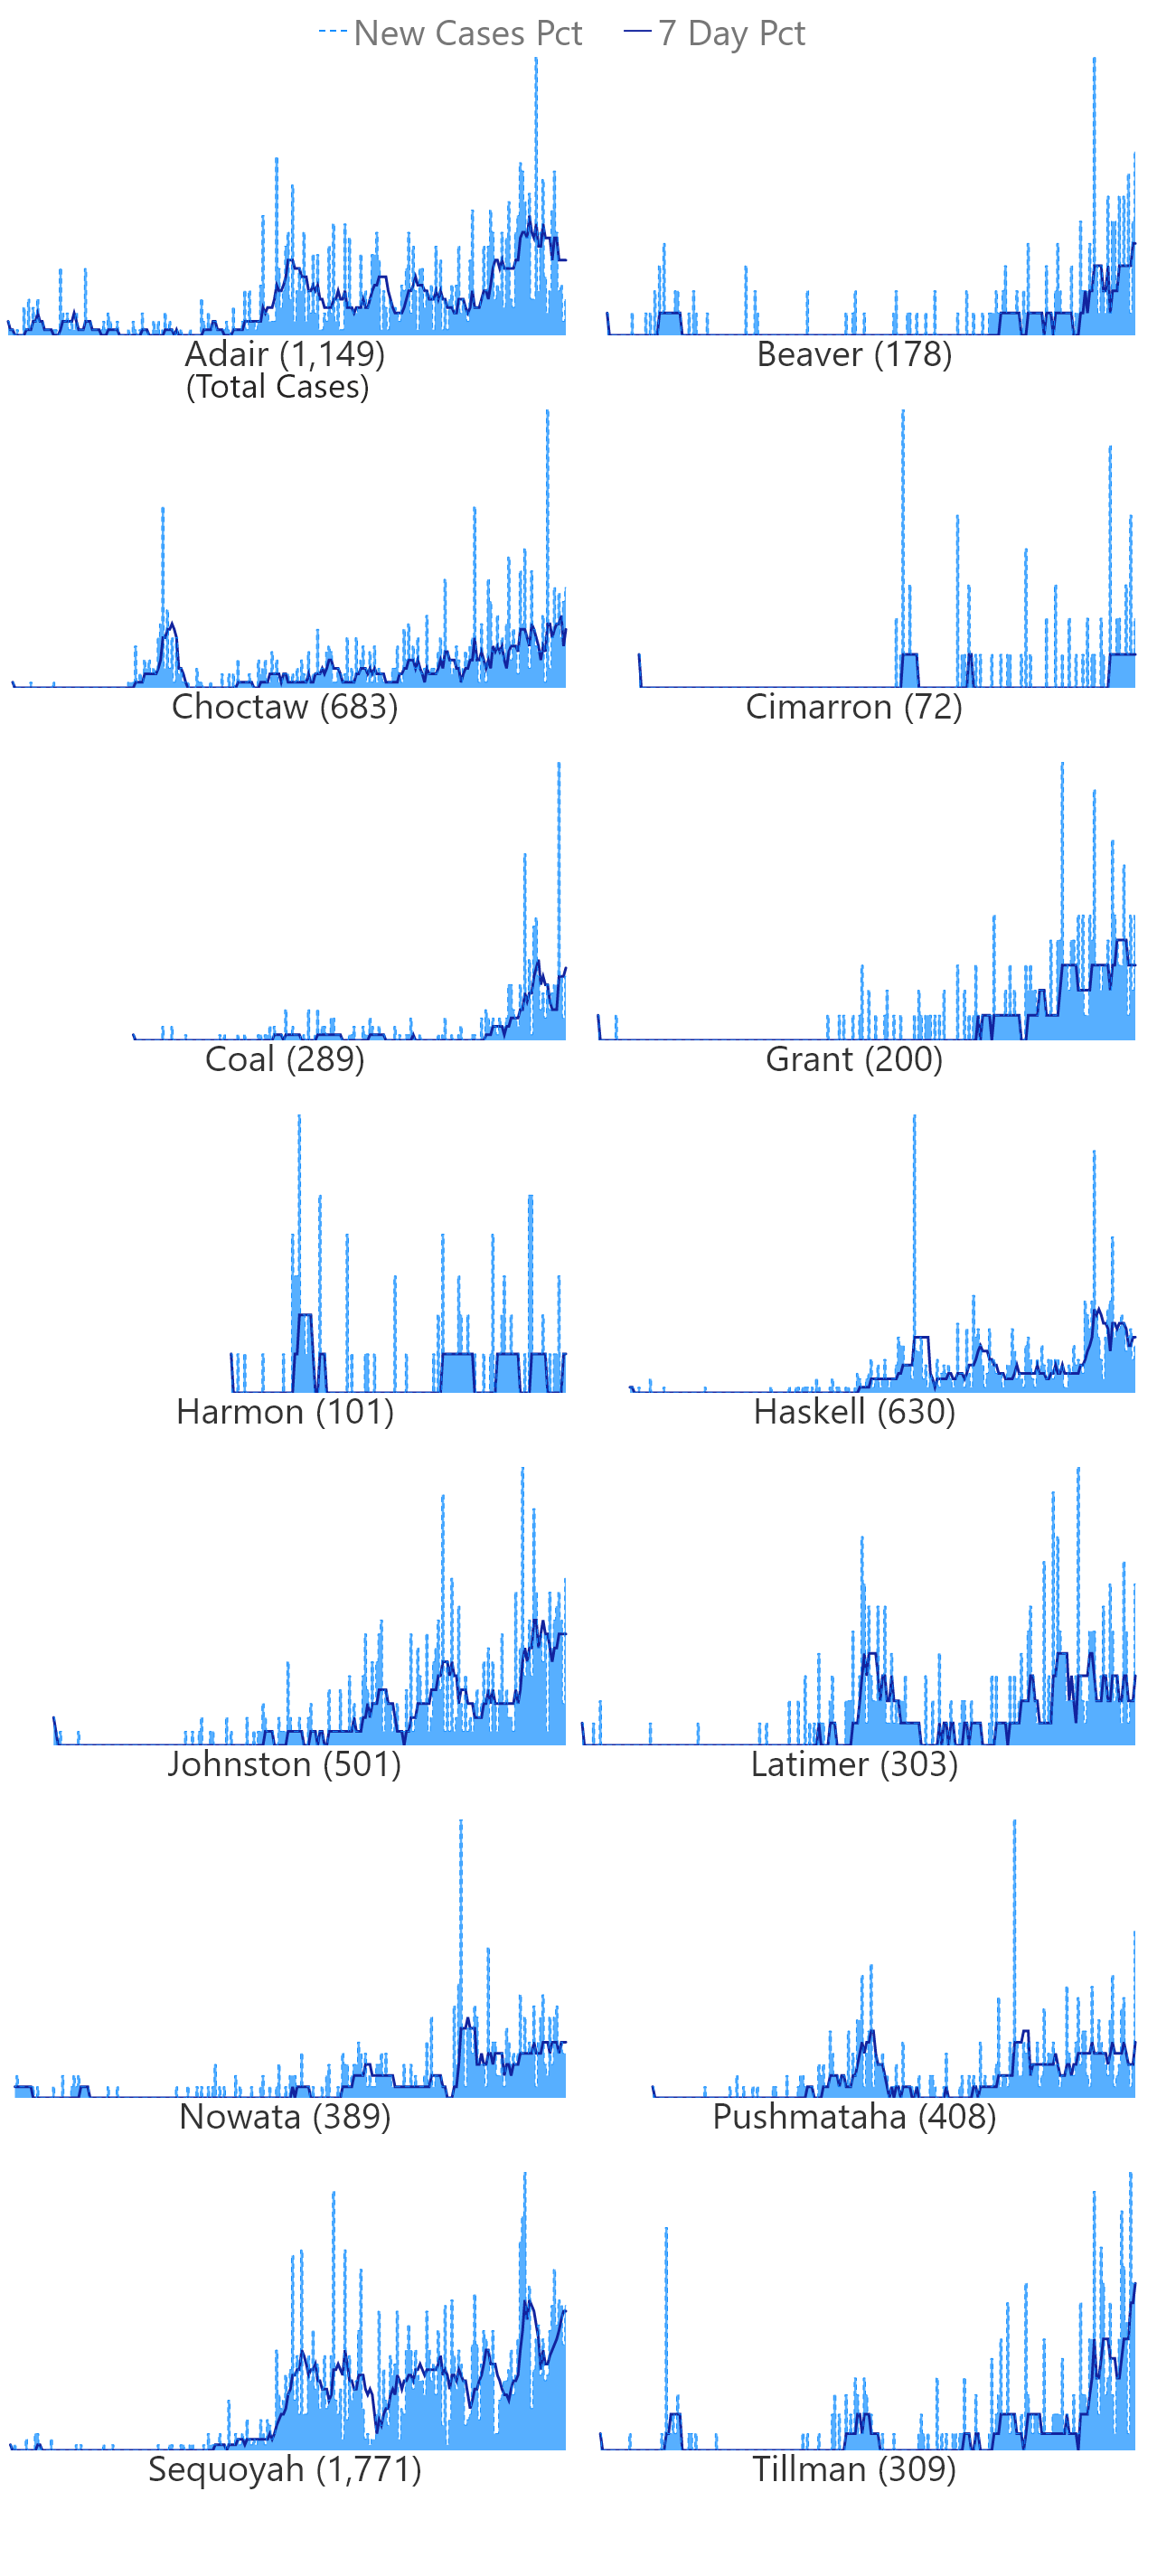 New Cases Pct 7 Day Pct
Adair (1,149) Beaver (178)
(Total Cases)
Choctaw (683) Cimarron (72)
Coal (289) Grant (200)
Harmon (101) Haskell (630)
Johnston (501) Latimer (303)
Nowata (389) Pushmataha (408)
Sequoyah (1,771) Tillman (309)